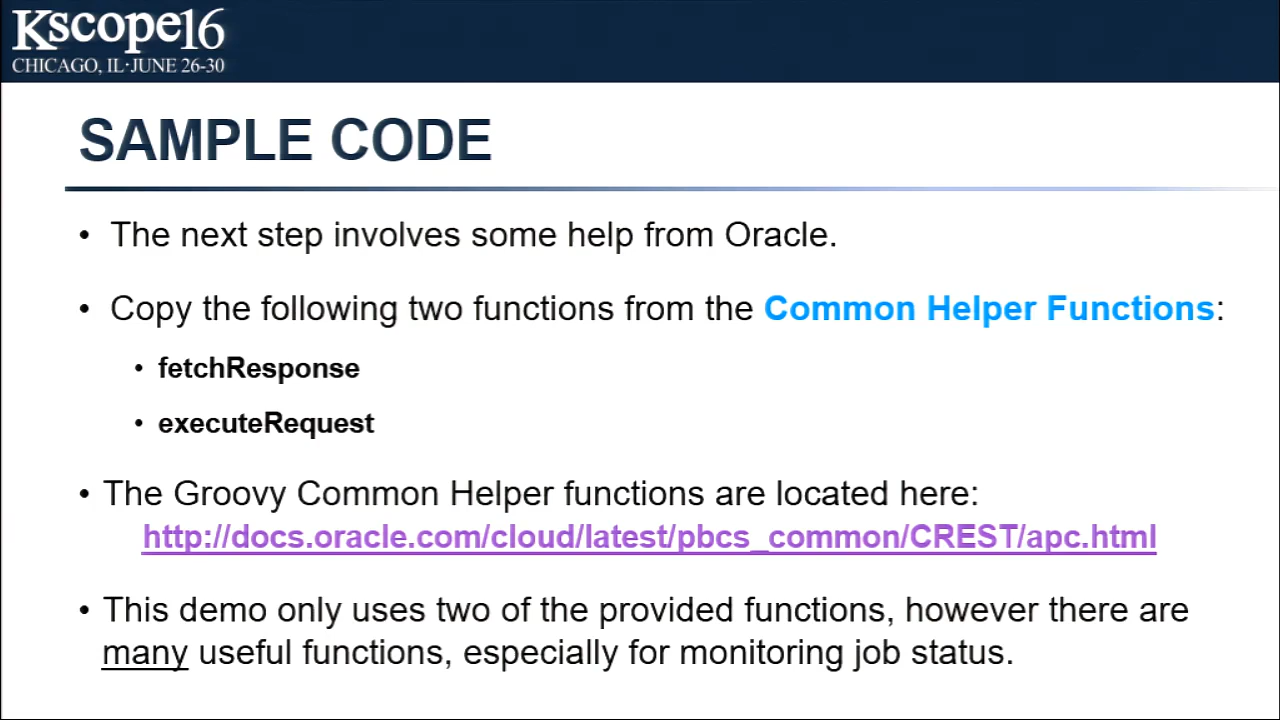 Kscope16
CHICAGO, IL·JUNE 26-30
SAMPLE CODE
• The next step involves some help from Oracle.
• Copy the following two functions from the Common Helper Functions:
• fetchResponse
• executeRequest
• The Groovy Common Helper functions are located here:
http://docs.oracle.com/cloud/latest/pbcs_common/CREST/apc.html
• This demo only uses two of the provided functions, however there are
many useful functions, especially for monitoring job status.